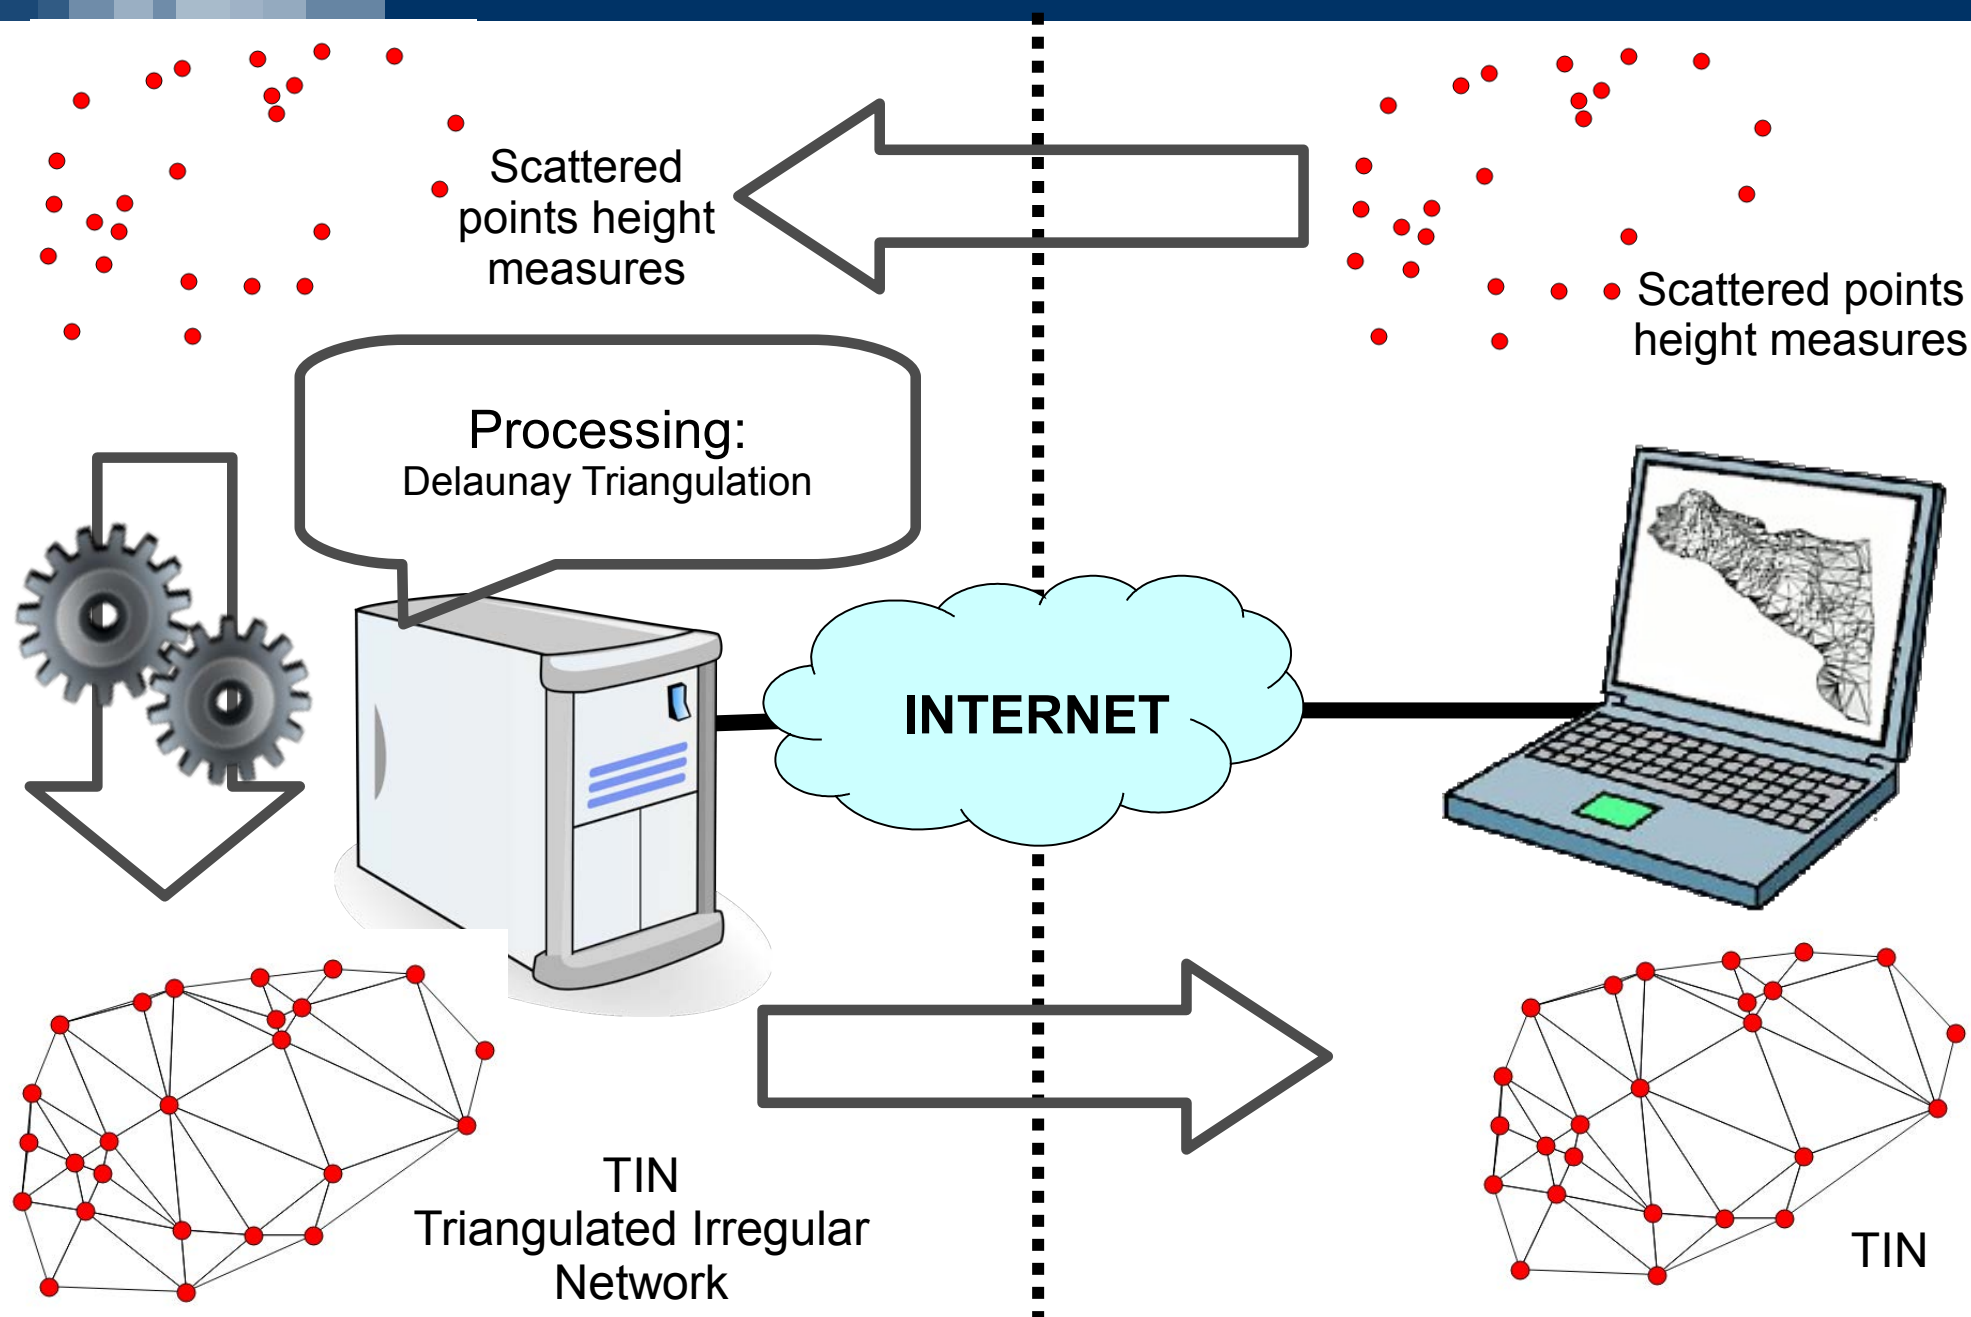 Scattered
points height
measures
Scattered points
height measures
Processing:
Delaunay Triangulation
INTERNET
TIN
Triangulated Irregular
Network
TIN